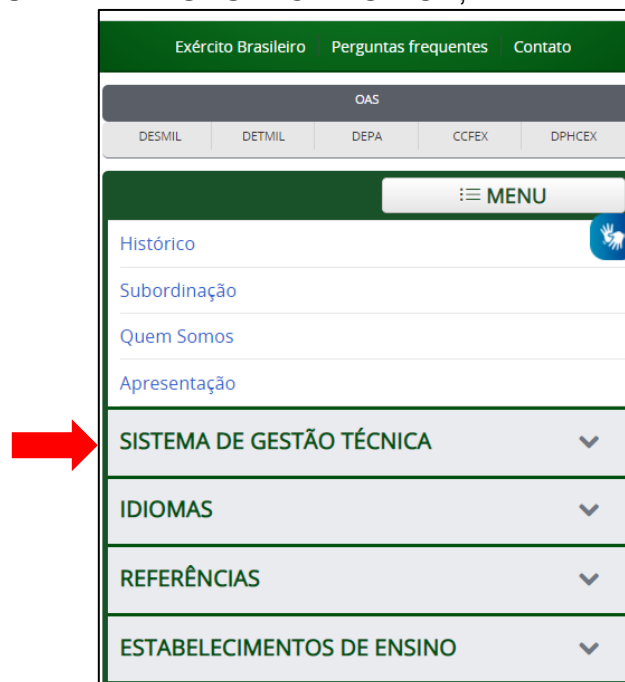 Exército Brasileiro Perguntas frequentes Contato
OAS
DESMIL DETMIL DEPA CCFEX DPHCEX
MENU
Histórico
Subordinação
Quem Somos
Apresentação
SISTEMA DE GESTÃO TÉCNICA
IDIOMAS
REFERÊNCIAS
ESTABELECIMENTOS DE ENSINO